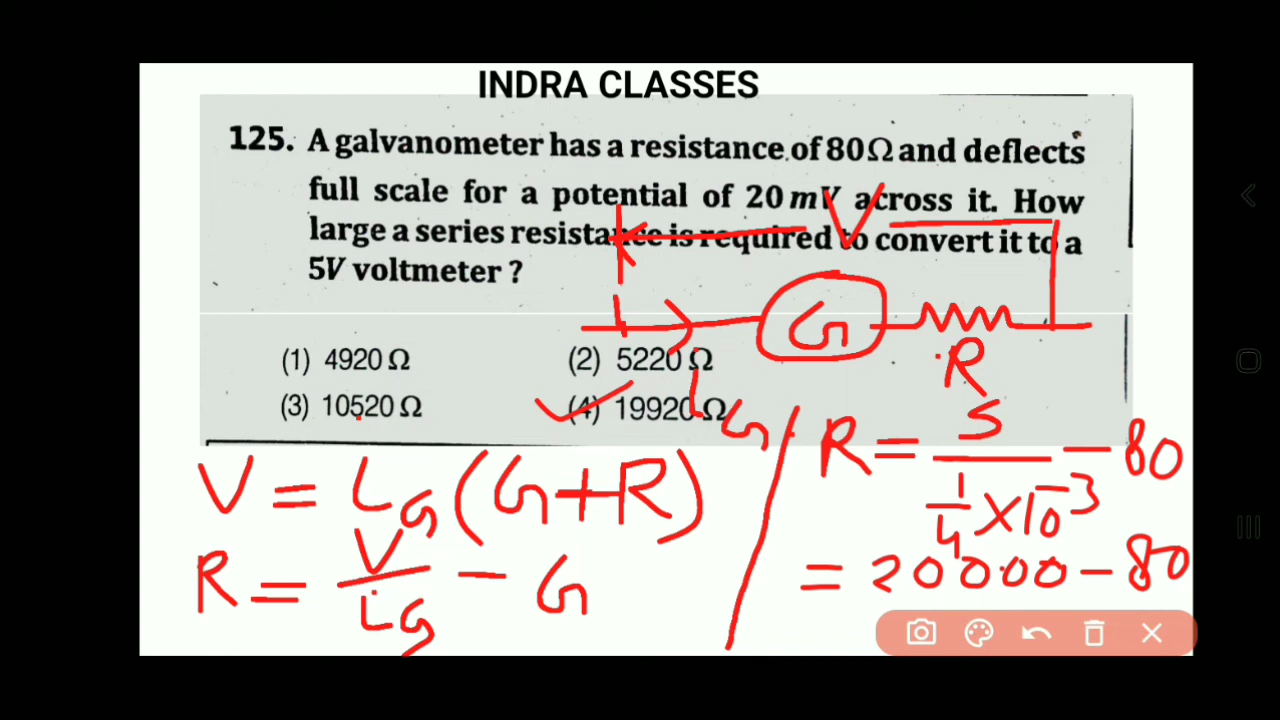 INDRA CLASSES
125. A galvanometer has a resistance of 80Ω and deflects
full scale for a potential of 20 mV across it. How
large a series resistance is required to convert it to a
5V voltmeter ?
V
G
R
(1) 4920 Ω
(2) 5220 Ω
(3) 10520 Ω
(4) 19920 Ω
iG
V = iG (G+R)
R = V/iG - G
R = 5/(1/4 × 10^-3) - 80
= 20000 - 80